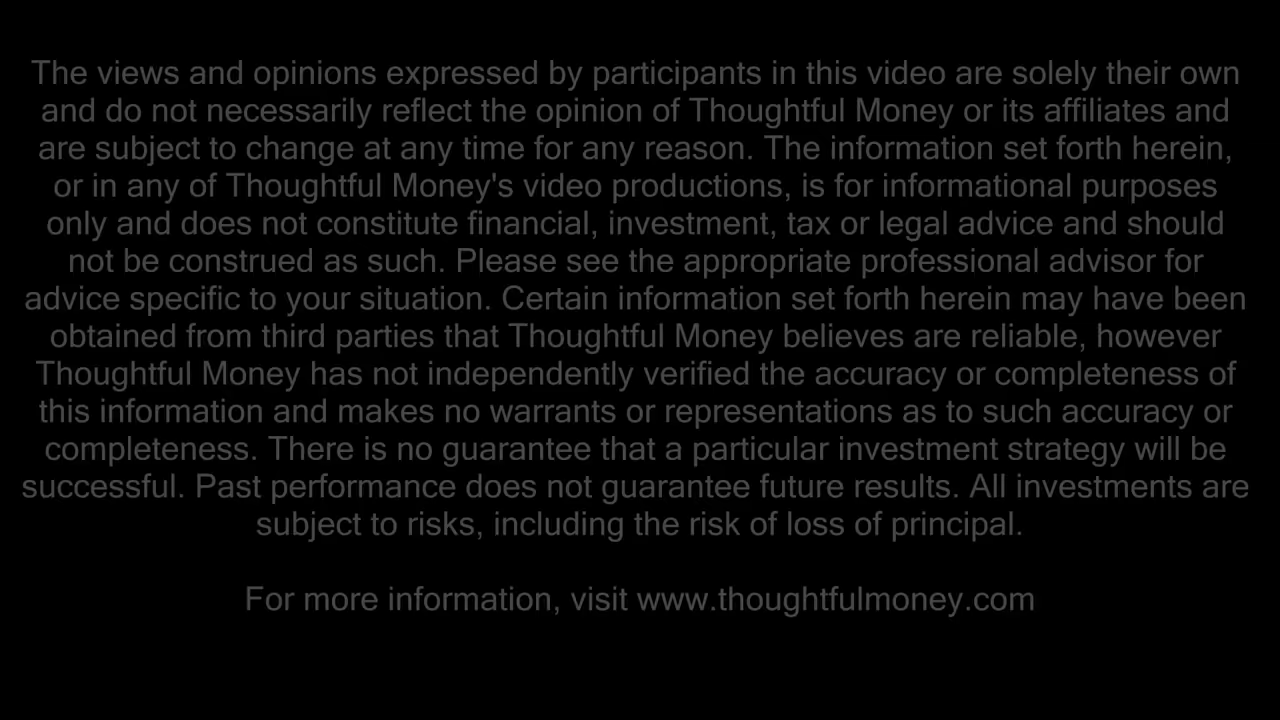 The views and opinions expressed by participants in this video are solely their own
and do not necessarily reflect the opinion of Thoughtful Money or its affiliates and
are subject to change at any time for any reason. The information set forth herein,
or in any of Thoughtful Money's video productions, is for informational purposes
only and does not constitute financial, investment, tax or legal advice and should
not be construed as such. Please see the appropriate professional advisor for
advice specific to your situation. Certain information set forth herein may have been
obtained from third parties that Thoughtful Money believes are reliable, however
Thoughtful Money has not independently verified the accuracy or completeness of
this information and makes no warrants or representations as to such accuracy or
completeness. There is no guarantee that a particular investment strategy will be
successful. Past performance does not guarantee future results. All investments are
subject to risks, including the risk of loss of principal.
For more information, visit www.thoughtfulmoney.com